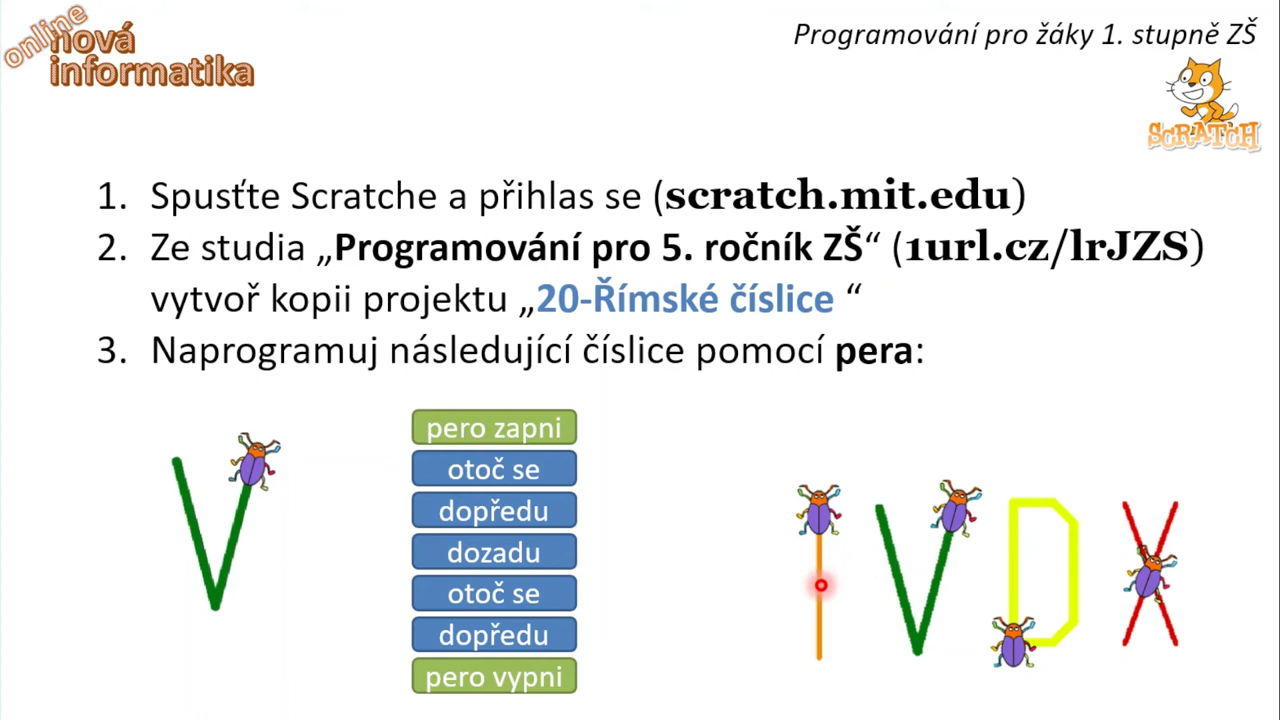 online
nová
informatika
Programování pro žáky 1. stupně ZŠ
SCRATCH
1. Spusťte Scratche a přihlas se (scratch.mit.edu)
2. Ze studia „Programování pro 5. ročník ZŠ“ (1url.cz/lrJZS)
vytvoř kopii projektu „20-Římské číslice “
3. Naprogramuj následující číslice pomocí pera:
pero zapni
otoč se
dopředu
dozadu
otoč se
dopředu
pero vypni
V
I V D X